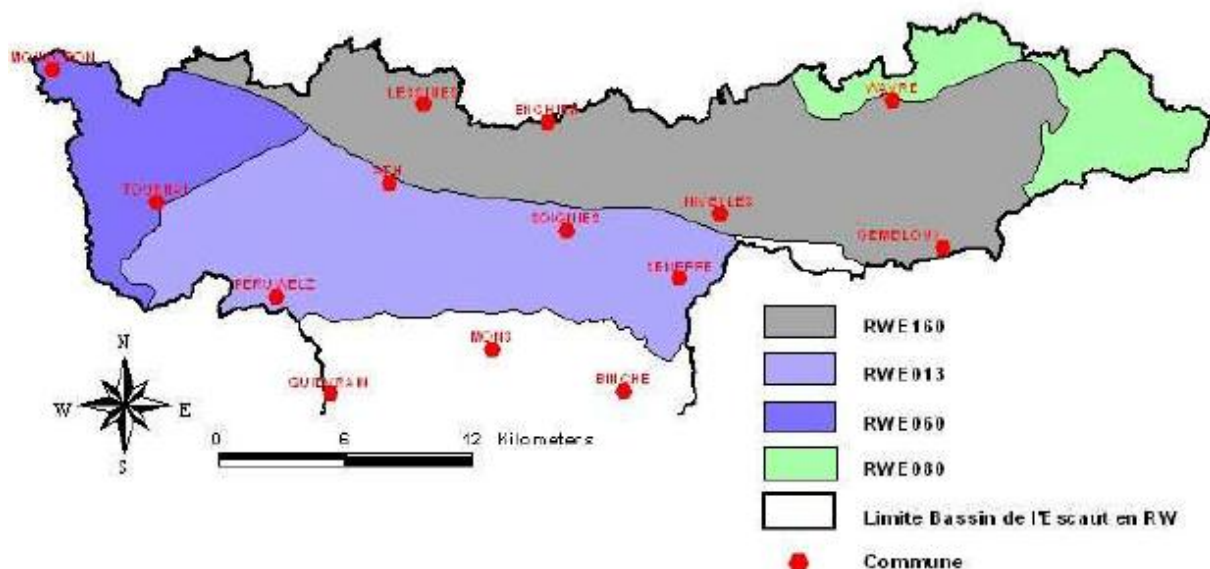 LESSINES
ENGHIEN
WAVRE
TOURNAI
ATH
SOIGNIES
NIVELLES
GEMBLOUX
SENEFFE
PERUWELZ
MONS
QUIEVRAIN
BINCHE
N
W E
S
0 6 12 Kilometers
RWE160
RWE013
RWE060
RWE080
Limite Bassin de l'Escaut en RW
Commune